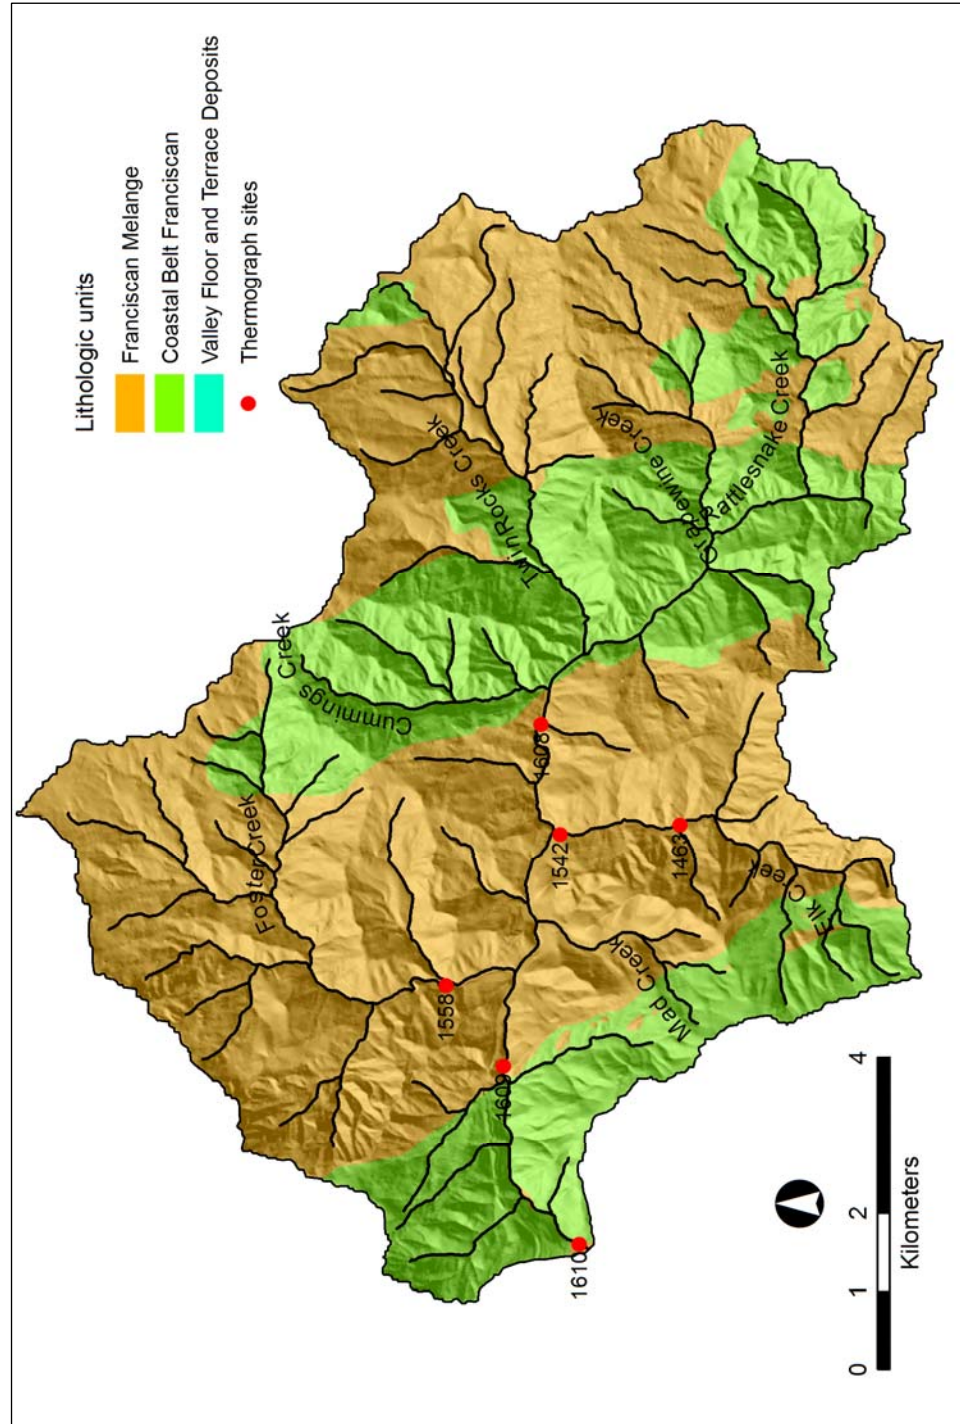 Lithologic units
Franciscan Melange
Coastal Belt Franciscan
Valley Floor and Terrace Deposits
Thermograph sites
Foster Creek
Cummings Creek
Twin Rocks Creek
Grapewine Creek
Rattlesnake Creek
Elk Creek
Mad Creek
1608
1542
1463
1558
1609
1610
0 1 2 4
Kilometers